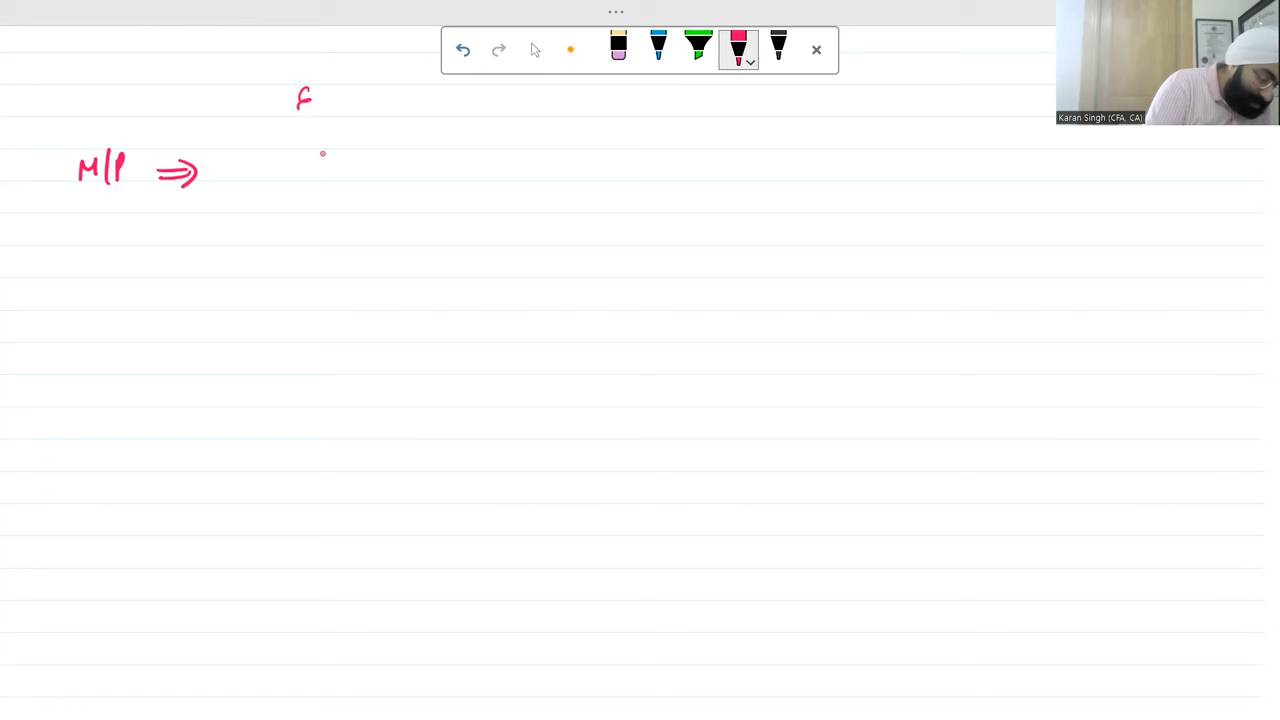 Karan Singh (CFA, CA)
M/P ⇒